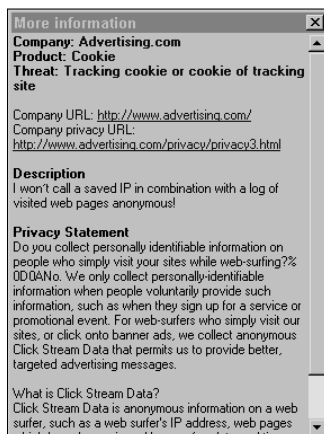 More information
Company: Advertising.com
Product: Cookie
Threat: Tracking cookie or cookie of tracking
site
Company URL: http://www.advertising.com/
Company privacy URL:
http://www.advertising.com/privacy/privacy3.html
Description
I won't call a saved IP in combination with a log of
visited web pages anonymous!
Privacy Statement
Do you collect personally identifiable information on
people who simply visit your sites while web-surfing?%
0D0ANo. We only collect personally-identifiable
information when people voluntarily provide such
information, such as when they sign up for a service or
promotional event. For web-surfers who simply visit our
sites, or click onto banner ads, we collect anonymous
Click Stream Data that permits us to provide better,
targeted advertising messages.
What is Click Stream Data?
Click Stream Data is anonymous information on a web
surfer, such as a web surfer's IP address, web pages